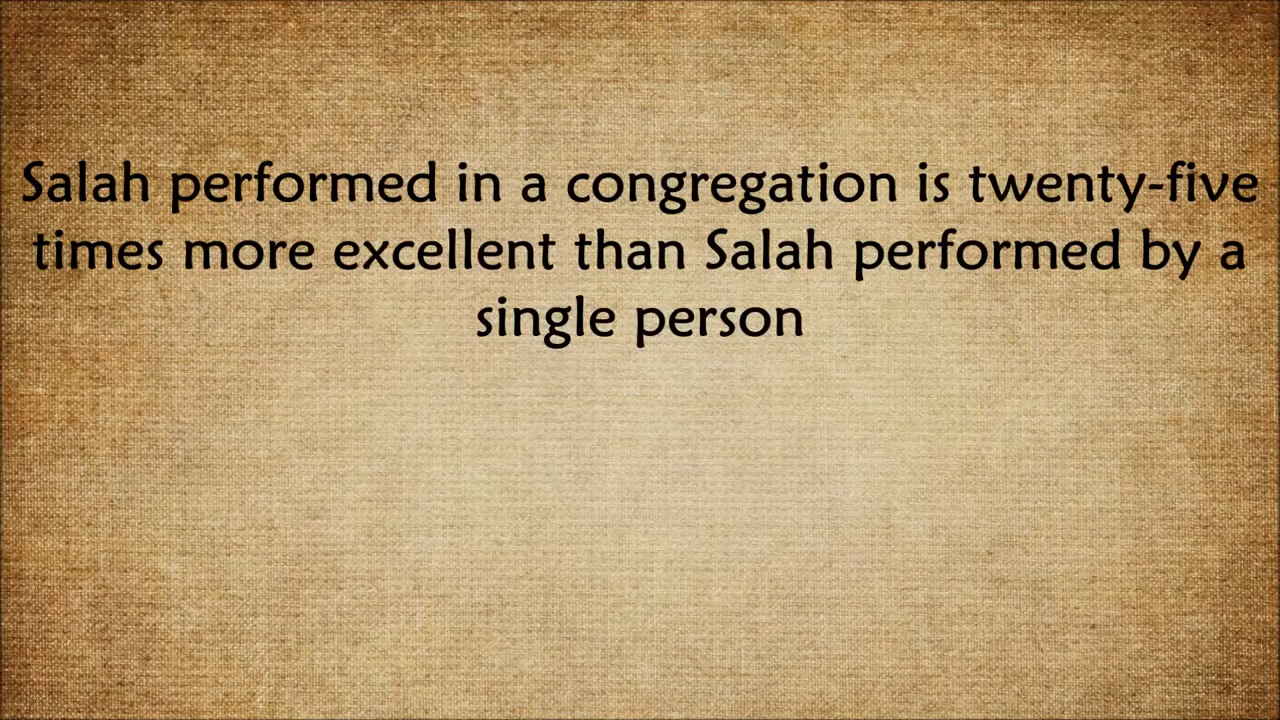 Salah performed in a congregation is twenty-five
times more excellent than Salah performed by a
single person